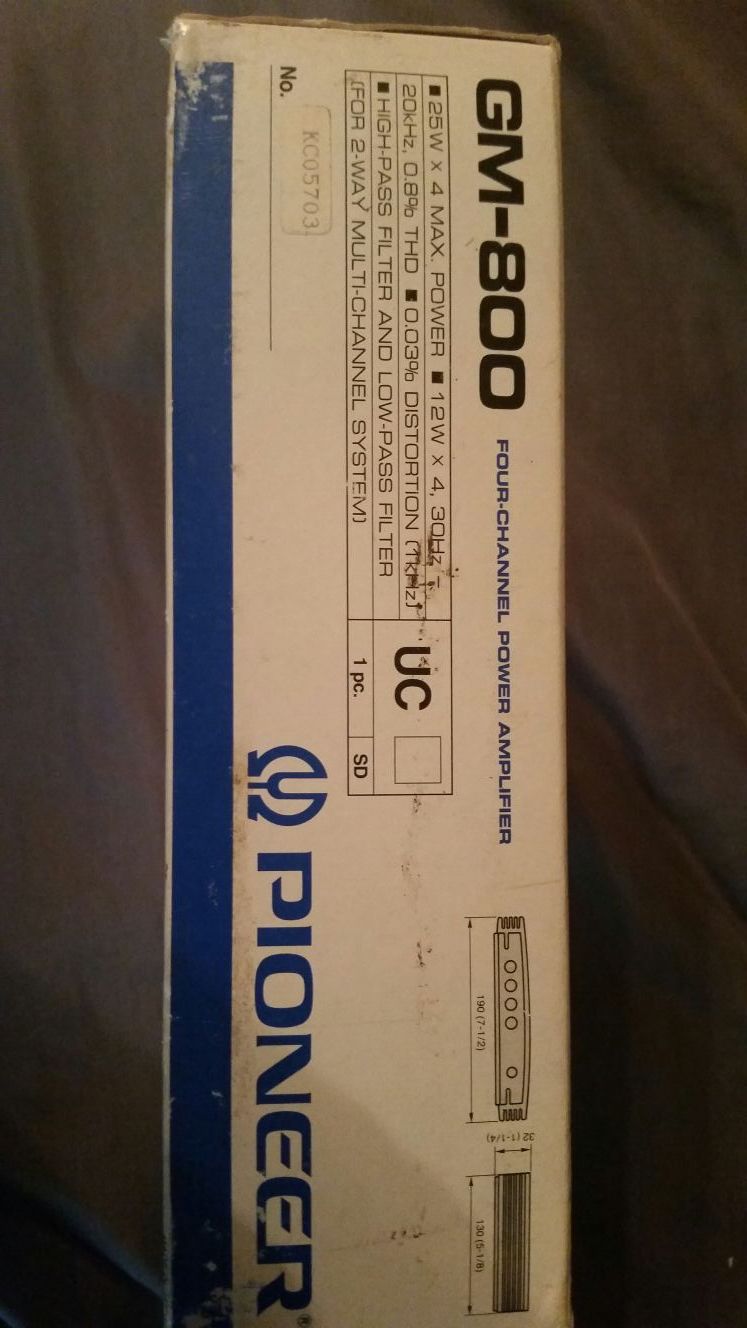 GM-800 FOUR-CHANNEL POWER AMPLIFIER
■ 25W × 4 MAX. POWER ■ 12W × 4, 30Hz –
20kHz, 0.8% THD ■ 0.03% DISTORTION (1kHz)
■ HIGH-PASS FILTER AND LOW-PASS FILTER
(FOR 2-WAY MULTI-CHANNEL SYSTEM)
UC
1 pc. SD
No. KC05703
190 (7-1/2)
32 (1-1/4)
130 (5-1/8)
PIONEER®